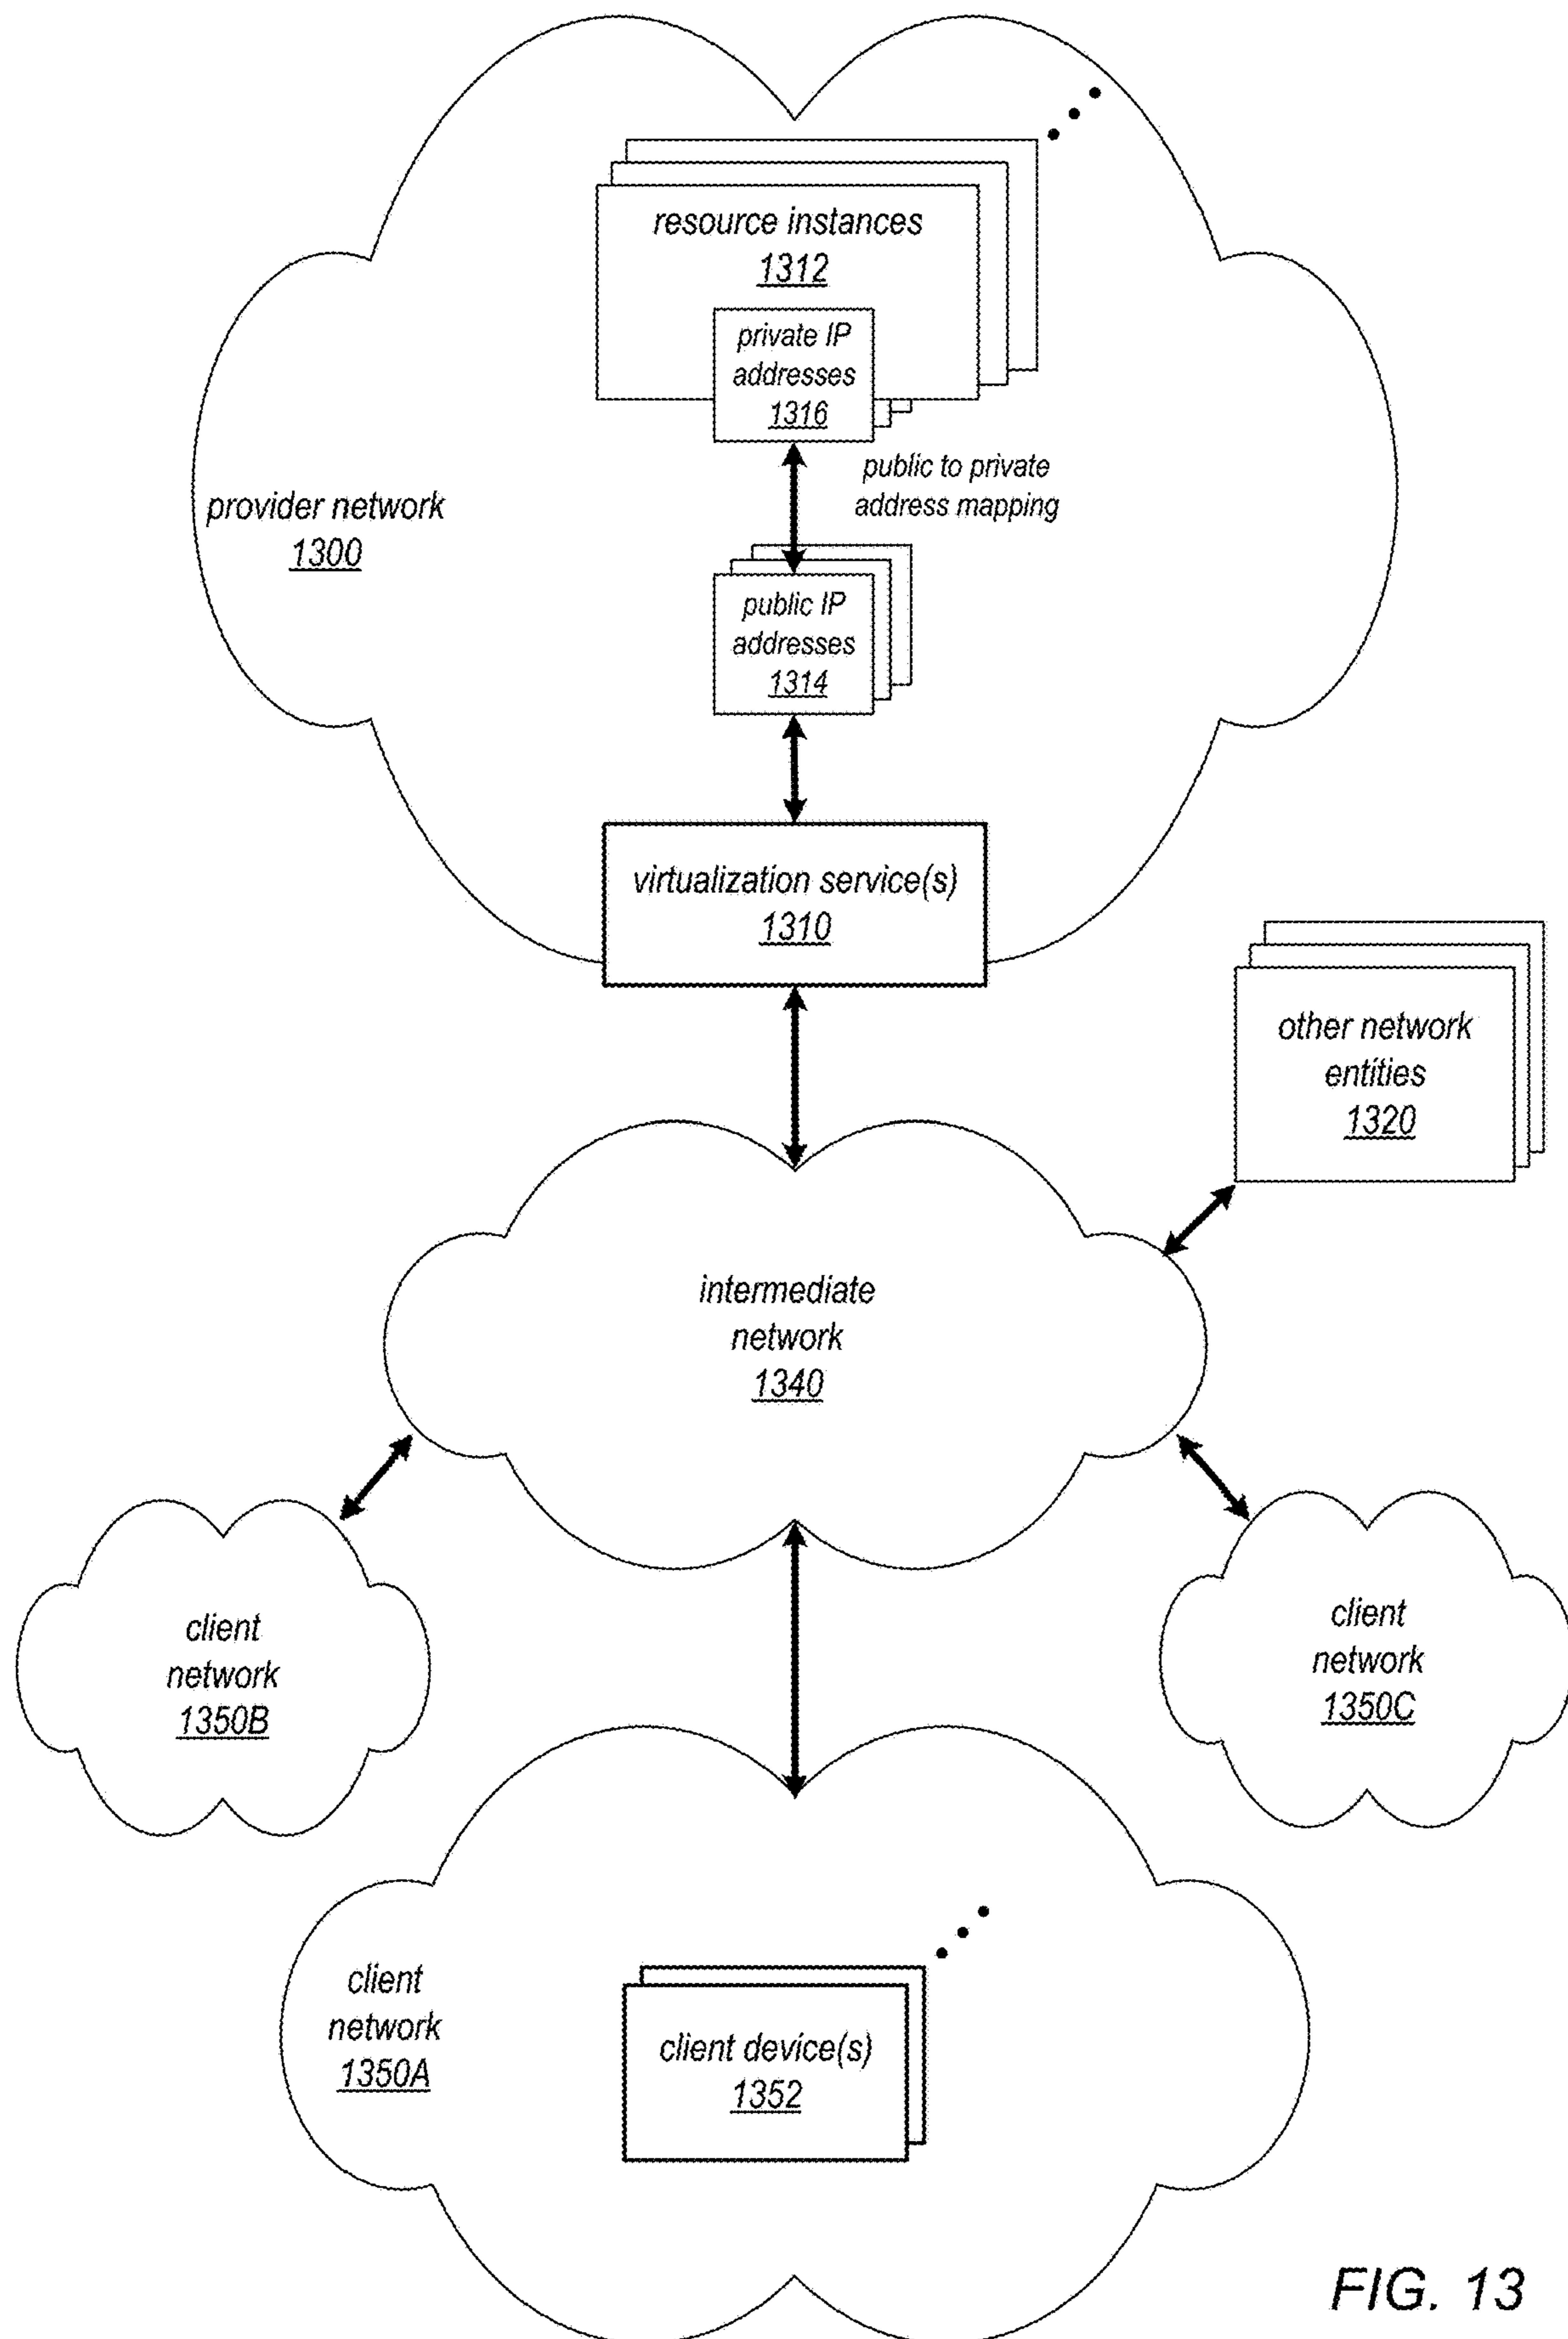 resource instances
1312
private IP
addresses
1316
public to private
address mapping
provider network
1300
public IP
addresses
1314
virtualization service(s)
1310
other network
entities
1320
intermediate
network
1340
client
network
1350B
client
network
1350C
client
network
1350A
client device(s)
1352
FIG. 13